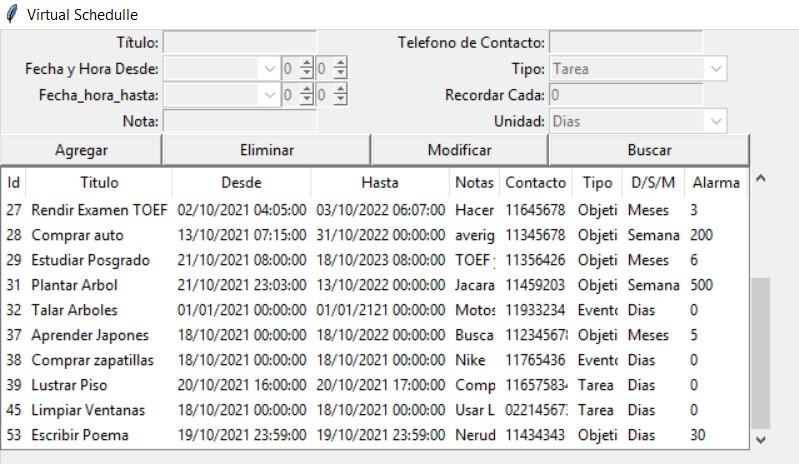 Virtual Schedulle
Título: Telefono de Contacto:
Fecha y Hora Desde: 0 0 Tipo: Tarea
Fecha_hora_hasta: 0 0 Recordar Cada: 0
Nota: Unidad: Dias
Agregar Eliminar Modificar Buscar
Id Titulo Desde Hasta Notas Contacto Tipo D/S/M Alarma
27 Rendir Examen TOEF 02/10/2021 04:05:00 03/10/2022 06:07:00 Hacer 11645678 Objeti Meses 3
28 Comprar auto 13/10/2021 07:15:00 31/10/2022 00:00:00 averig 11345678 Objeti Semana 200
29 Estudiar Posgrado 21/10/2021 08:00:00 18/10/2023 08:00:00 TOEF 11356426 Objeti Meses 6
31 Plantar Arbol 21/10/2021 23:03:00 13/10/2022 00:00:00 Jacara 11459203 Objeti Semana 500
32 Talar Arboles 01/01/2021 00:00:00 01/01/2121 00:00:00 Motos 11933234 Evento Dias 0
37 Aprender Japones 18/10/2021 00:00:00 18/10/2022 00:00:00 Busca 112345678 Objeti Meses 5
38 Comprar zapatillas 18/10/2021 00:00:00 18/10/2021 00:00:00 Nike 11765436 Evento Dias 0
39 Lustrar Piso 20/10/2021 16:00:00 20/10/2021 17:00:00 Comp 116575834 Tarea Dias 0
45 Limpiar Ventanas 18/10/2021 00:00:00 18/10/2021 00:00:00 Usar L 02214567 Tarea Dias 0
53 Escribir Poema 19/10/2021 23:59:00 19/10/2021 23:59:00 Nerud 11434343 Objeti Dias 30